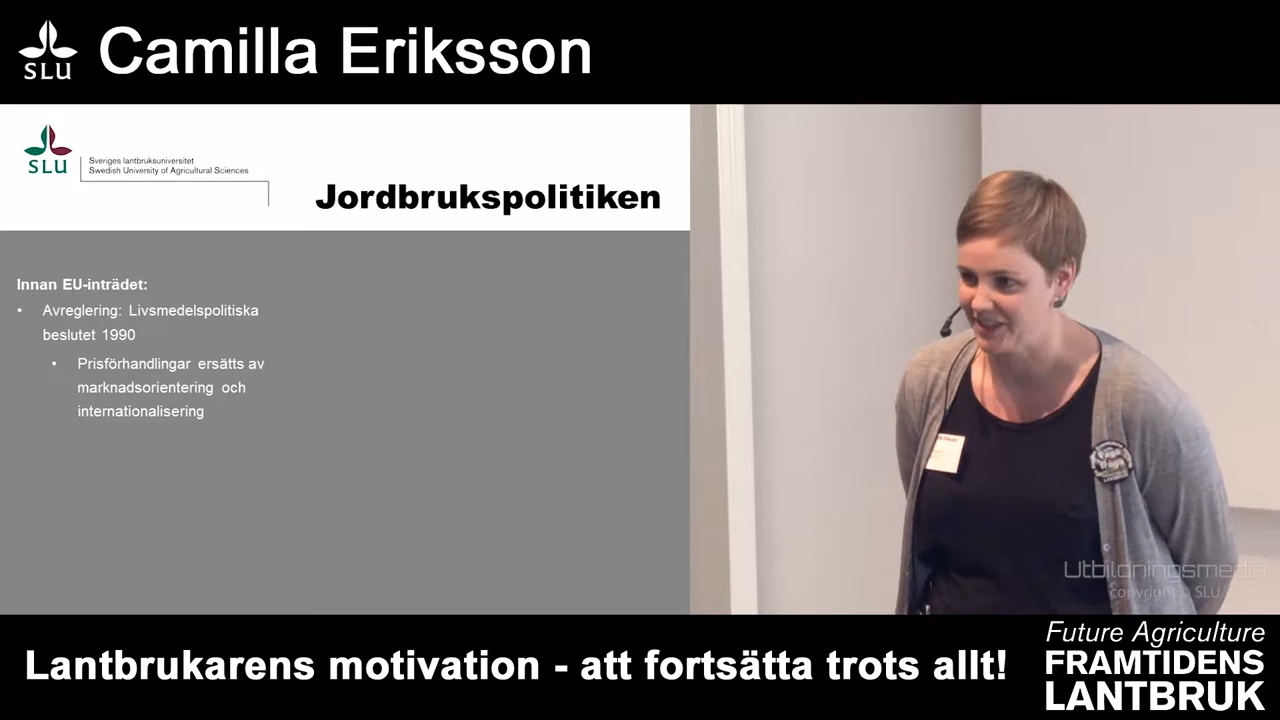 SLU
Camilla Eriksson
SLU
Sveriges lantbruksuniversitet
Swedish University of Agricultural Sciences
Jordbrukspolitiken
Innan EU-inträdet:
• Avreglering: Livsmedelspolitiska
beslutet 1990
• Prisförhandlingar ersätts av
marknadsorientering och
internationalisering
Utbildningsmedia
copyright SLU
Lantbrukarens motivation - att fortsätta trots allt!
Future Agriculture
FRAMTIDENS
LANTBRUK